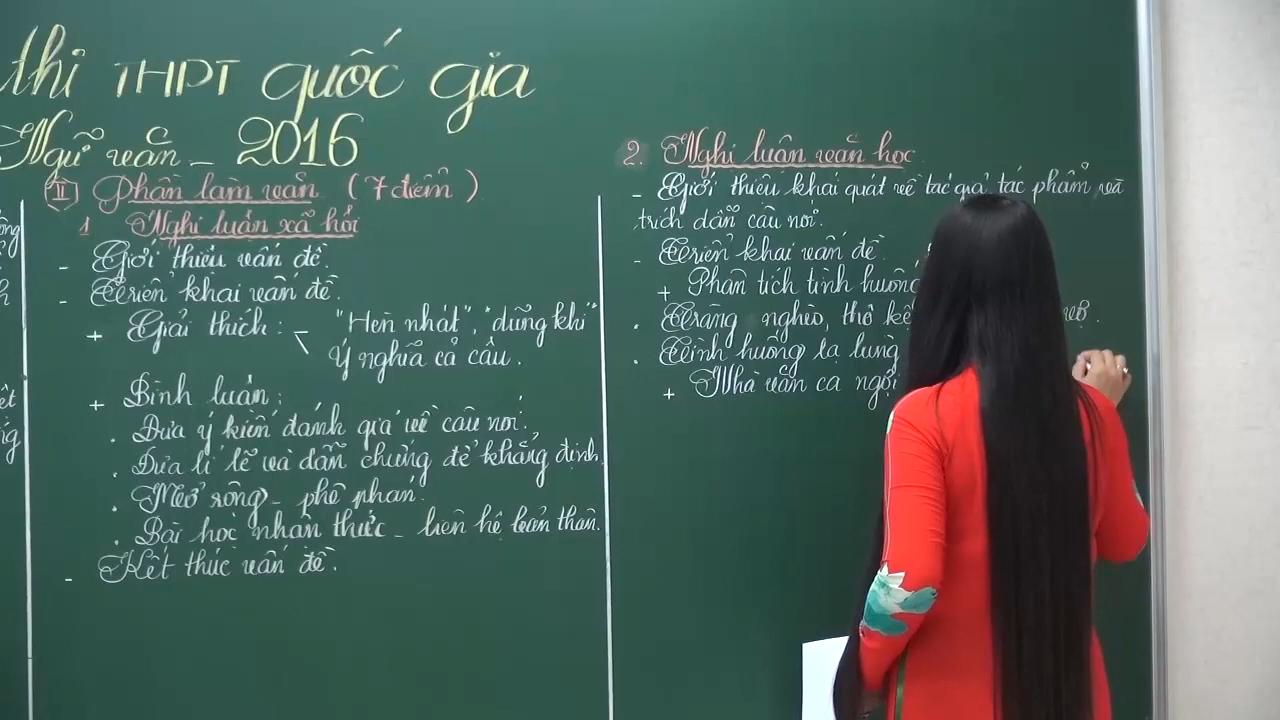 thi THPT quốc gia
Ngữ văn - 2016
II Phần làm văn (7 điểm)
1 Nghị luận xã hội
- Giới thiệu vấn đề.
- Triển khai vấn đề.
+ Giải thích: "Hèn nhát", "dũng khí"
Ý nghĩa cả câu.
+ Bình luận:
. Đưa ý kiến đánh giá về câu nói.
. Đưa lí lẽ và dẫn chứng để khẳng định.
. Mở rộng - phê phán.
. Bài học nhận thức - liên hệ bản thân.
- Kết thúc vấn đề.
2. Nghị luận văn học
- Giới thiệu khái quát về tác giả, tác phẩm và
trích dẫn câu nói.
- Triển khai vấn đề.
+ Phân tích tình huống
. Tràng nghèo, thô kệ
. Tình huống lạ lùng
+ Nhà văn ca ngợi